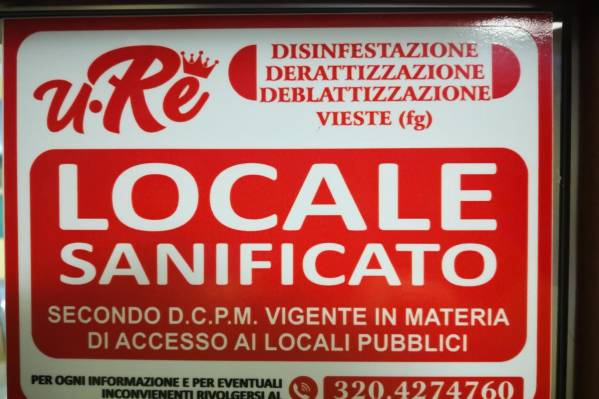 u·Re
DISINFESTAZIONE
DERATTIZZAZIONE
DEBLATTIZZAZIONE
VIESTE (fg)
LOCALE
SANIFICATO
SECONDO D.C.P.M. VIGENTE IN MATERIA
DI ACCESSO AI LOCALI PUBBLICI
PER OGNI INFORMAZIONE E PER EVENTUALI
INCONVENIENTI RIVOLGERSI AL
320.4274760